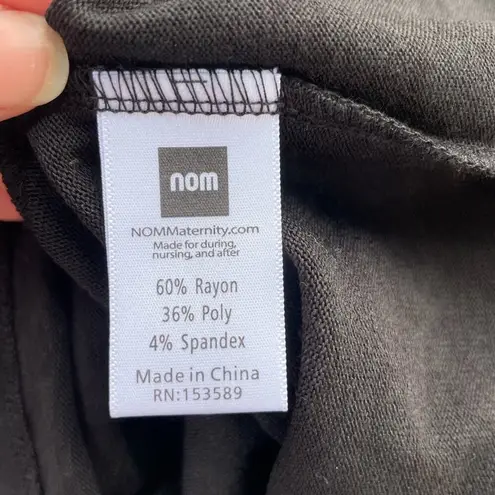 nom
NOMMaternity.com
Made for during,
nursing, and after
60% Rayon
36% Poly
4% Spandex
Made in China
RN:153589